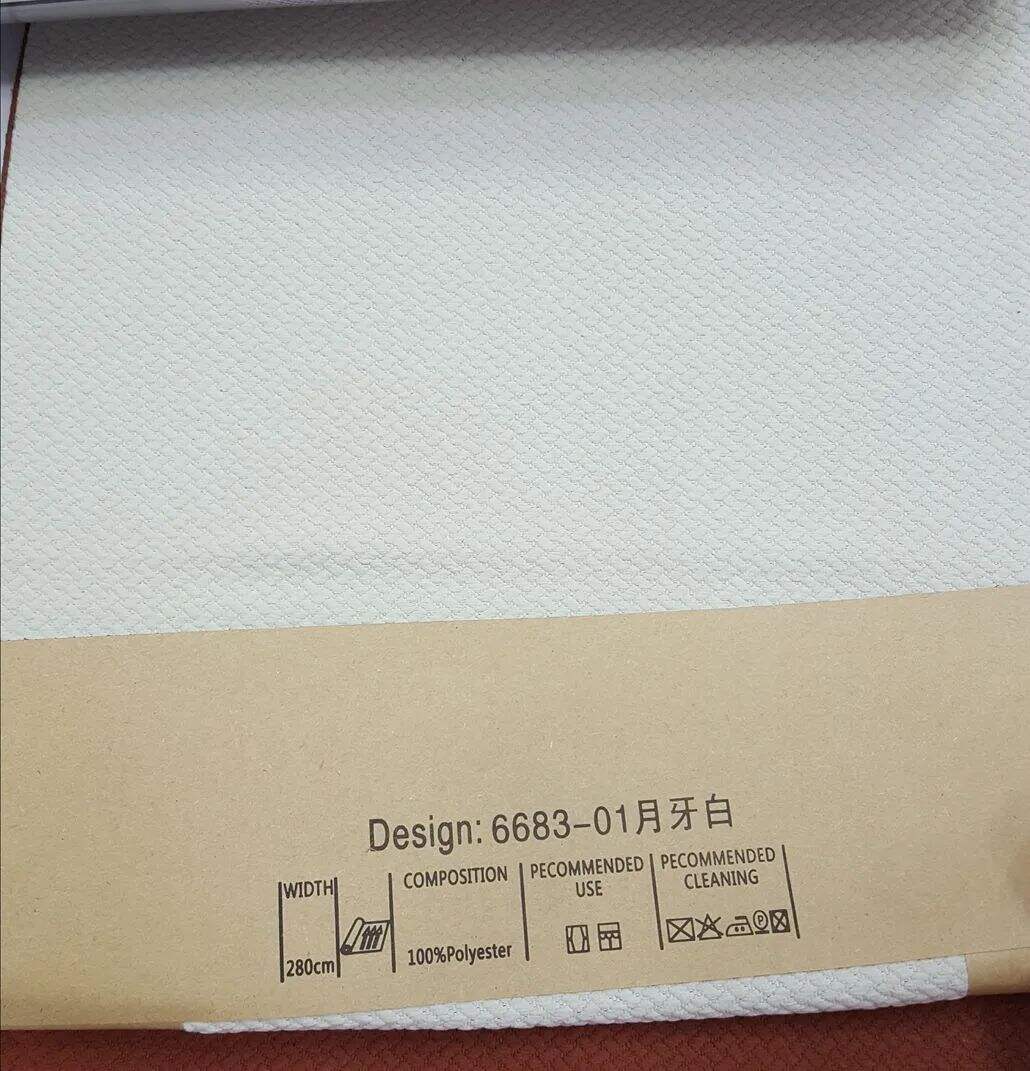 Design: 6683-01月牙白
WIDTH
280cm
COMPOSITION
100%Polyester
PECOMMENDED
USE
PECOMMENDED
CLEANING
P